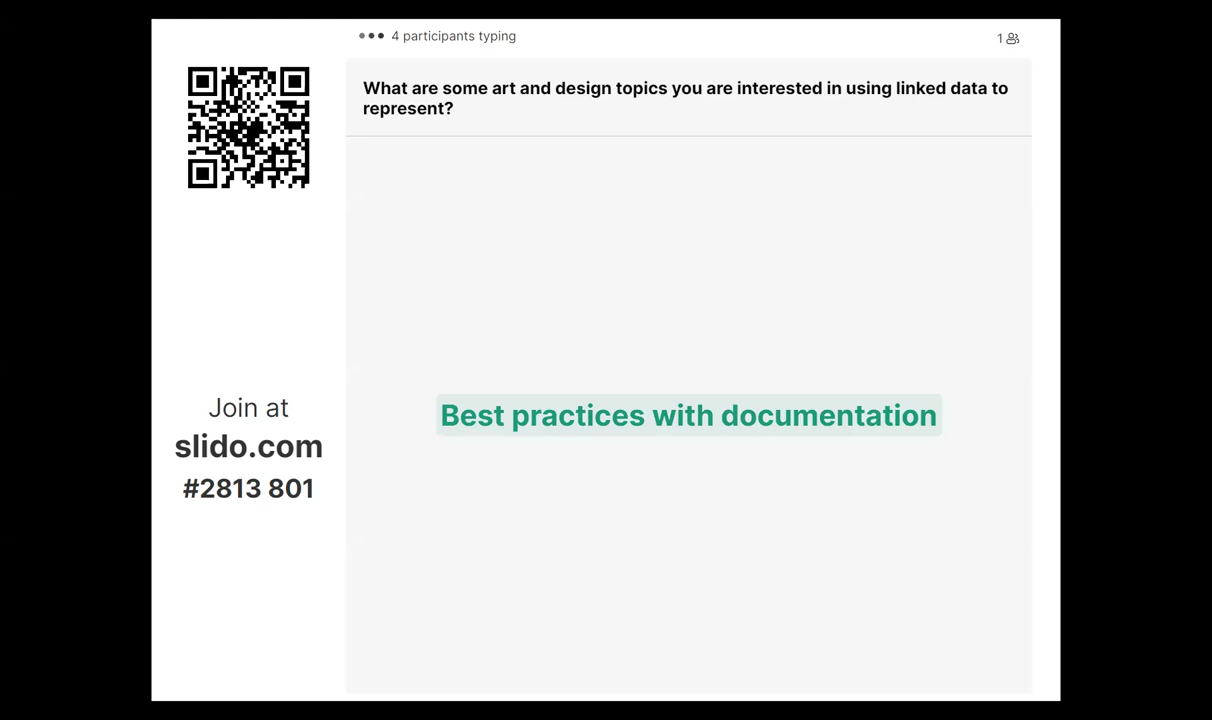 4 participants typing
1
What are some art and design topics you are interested in using linked data to
represent?
Best practices with documentation
Join at
slido.com
#2813 801